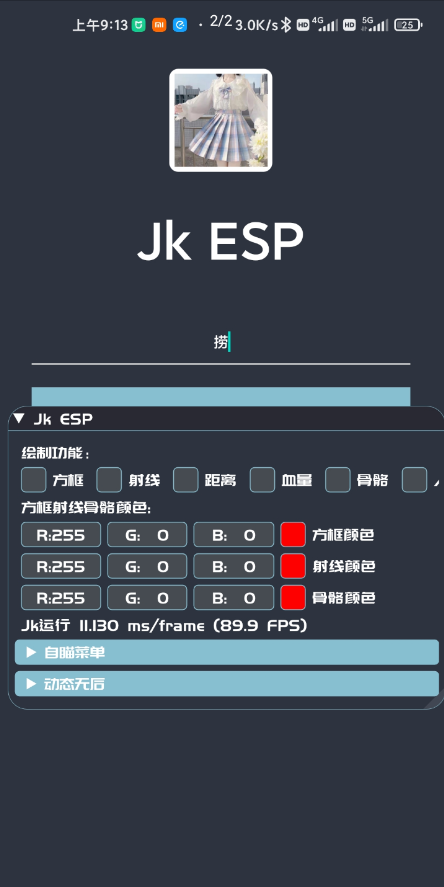 上午9:13 · 2/2 3.0K/s HD 4G HD 5G 25
Jk ESP
捞
▼ Jk ESP
绘制功能:
方框 射线 距离 血量 骨骼
方框射线骨骼颜色:
R:255 G: 0 B: 0 方框颜色
R:255 G: 0 B: 0 射线颜色
R:255 G: 0 B: 0 骨骼颜色
Jk运行 11.130 ms/frame (89.9 FPS)
▶ 自瞄菜单
▶ 动态无后